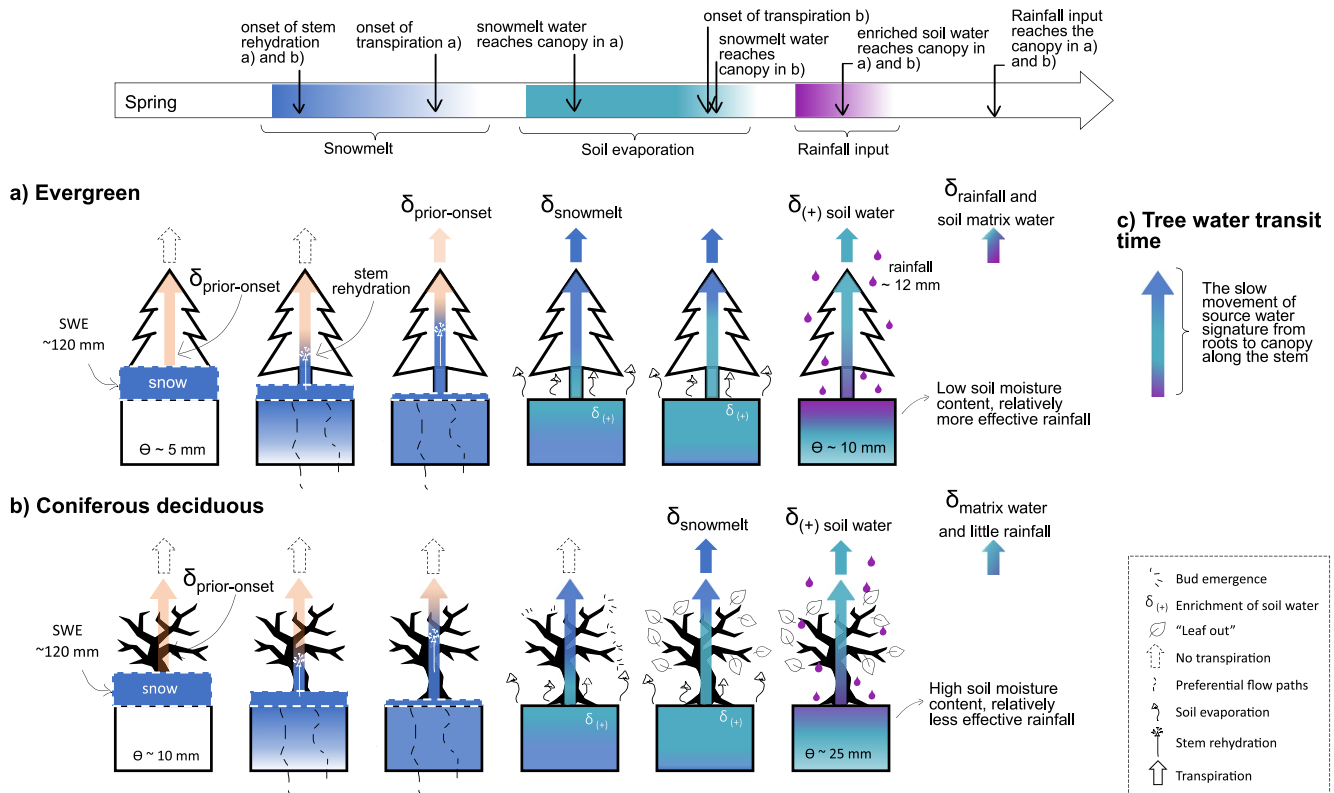 onset of stem
rehydration
a) and b)
onset
of transpiration a)
snowmelt water
reaches canopy in a)
onset of transpiration b)
snowmelt water
reaches
canopy in b)
enriched soil water
reaches canopy in
a) and b)
Rainfall input
reaches the
canopy in a)
and b)
Spring
Snowmelt
Soil evaporation
Rainfall input
a) Evergreen
δprior-onset
δsnowmelt
δ(+) soil water
δrainfall and
soil matrix water
c) Tree water transit
time
δprior-onset
stem
rehydration
rainfall
~ 12 mm
SWE
~120 mm
snow
The slow
movement of
source water
signature from
roots to canopy
along the stem
δ(+)
δ(+)
Low soil moisture
content, relatively
more effective rainfall
ϴ ~ 5 mm
ϴ ~ 10 mm
b) Coniferous deciduous
δsnowmelt
δ(+) soil water
δmatrix water
and little rainfall
δprior-onset
SWE
~120 mm
snow
δ(+)
δ(+)
High soil moisture
content, relatively
less effective rainfall
ϴ ~ 10 mm
ϴ ~ 25 mm
Bud emergence
δ(+) Enrichment of soil water
“Leaf out”
No transpiration
Preferential flow paths
Soil evaporation
Stem rehydration
Transpiration